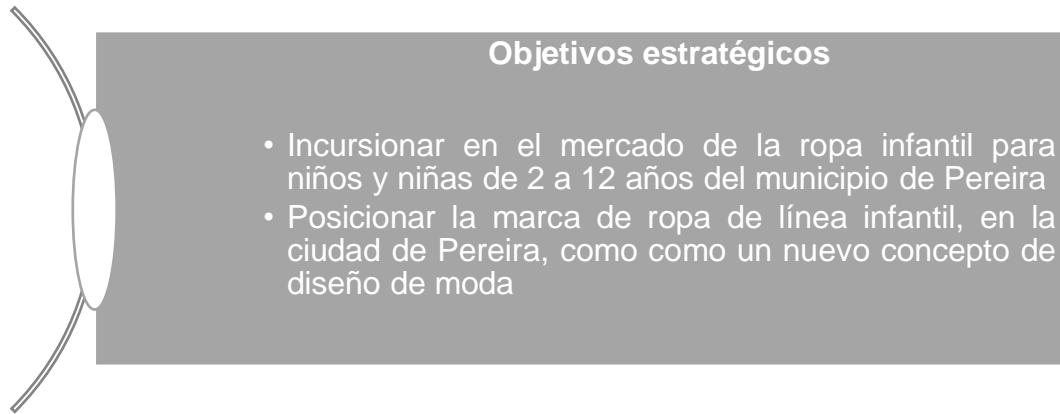 Objetivos estratégicos
• Incursionar en el mercado de la ropa infantil para
niños y niñas de 2 a 12 años del municipio de Pereira
• Posicionar la marca de ropa de línea infantil, en la
ciudad de Pereira, como como un nuevo concepto de
diseño de moda